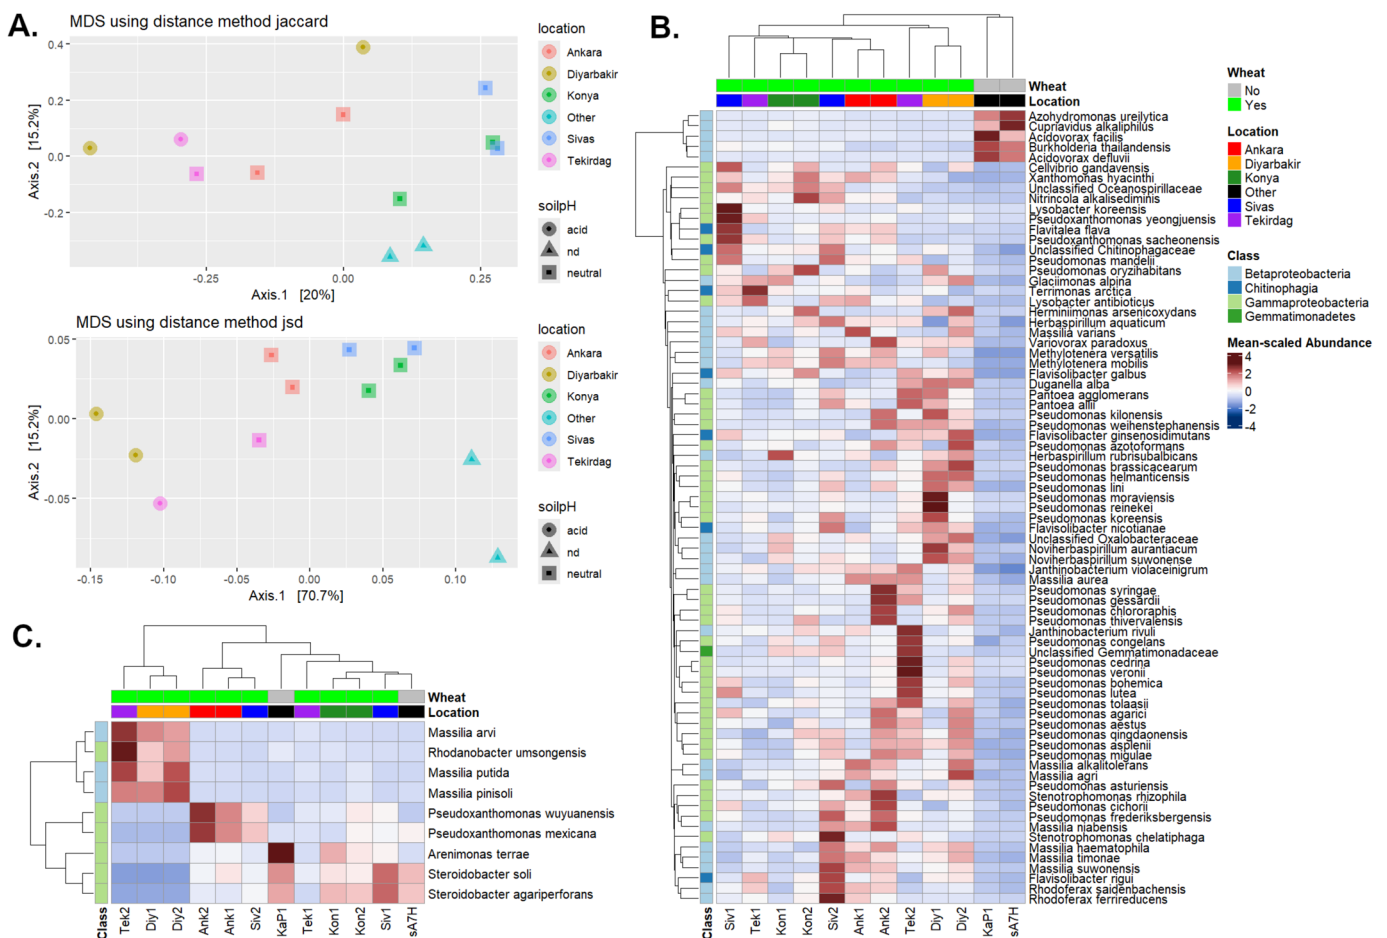 A.
MDS using distance method jaccard
0.4
0.2
0.0
-0.2
Axis.2 [15.2%]
-0.25
0.00
0.25
Axis.1 [20%]
location
Ankara
Diyarbakir
Konya
Other
Sivas
Tekirdag
soilpH
acid
nd
neutral
MDS using distance method jsd
0.05
0.00
-0.05
Axis.2 [15.2%]
-0.15
-0.10
-0.05
0.00
0.05
0.10
Axis.1 [70.7%]
location
Ankara
Diyarbakir
Konya
Other
Sivas
Tekirdag
soilpH
acid
nd
neutral
B.
Wheat
Location
Azohydromonas ureilytica
Cupriavidus alkaliphilus
Acidovorax facilis
Burkholderia thailandensis
Acidovorax defluvii
Cellvibrio gandavensis
Xanthomonas hyacinthi
Unclassified Oceanospirillaceae
Nitrincola alkalisediminis
Lysobacter koreensis
Pseudoxanthomonas yeongjuensis
Flavitalea flava
Pseudoxanthomonas sacheonensis
Unclassified Chitinophagaceae
Pseudomonas mandelii
Pseudomonas oryzihabitans
Glaciimonas alpina
Terrimonas arctica
Lysobacter antibioticus
Herminiimonas arsenicoxydans
Herbaspirillum aquaticum
Massilia varians
Variovorax paradoxus
Methylotenera versatilis
Methylotenera mobilis
Flavisolibacter galbus
Duganella alba
Pantoea agglomerans
Pantoea allii
Pseudomonas kilonensis
Pseudomonas weihenstephanensis
Flavisolibacter ginsenosidimutans
Pseudomonas azotoformans
Herbaspirillum rubrisubalbicans
Pseudomonas brassicacearum
Pseudomonas helmanticensis
Pseudomonas lini
Pseudomonas moraviensis
Pseudomonas reinekei
Pseudomonas koreensis
Flavisolibacter nicotianae
Unclassified Oxalobacteraceae
Noviherbaspirillum aurantiacum
Noviherbaspirillum suwonense
Janthinobacterium violaceinigrum
Massilia aurea
Pseudomonas syringae
Pseudomonas gessardii
Pseudomonas chlororaphis
Pseudomonas thivervalensis
Janthinobacterium rivuli
Pseudomonas congelans
Unclassified Gemmatimonadaceae
Pseudomonas cedrina
Pseudomonas veronii
Pseudomonas bohemica
Pseudomonas lutea
Pseudomonas tolaasii
Pseudomonas agarici
Pseudomonas aestus
Pseudomonas qingdaonensis
Pseudomonas asplenii
Pseudomonas migulae
Massilia alkalitolerans
Massilia agri
Pseudomonas asturiensis
Stenotrophomonas rhizophila
Pseudomonas cichorii
Pseudomonas frederiksbergensis
Massilia niabensis
Stenotrophomonas chelatiphaga
Massilia haematophila
Massilia timonae
Massilia suwonensis
Flavisolibacter rigui
Rhodoferax saidenbachensis
Rhodoferax ferrireducens
Class
Siv1
Tek1
Kon1
Kon2
Siv2
Ank1
Ank2
Tek2
Diy1
Diy2
KaP1
sA7H
Wheat
No
Yes
Location
Ankara
Diyarbakir
Konya
Other
Sivas
Tekirdag
Class
Betaproteobacteria
Chitinophagia
Gammaproteobacteria
Gemmatimonadetes
Mean-scaled Abundance
4
2
0
-2
-4
C.
Wheat
Location
Massilia arvi
Rhodanobacter umsongensis
Massilia putida
Massilia pinisoli
Pseudoxanthomonas wuyuanensis
Pseudoxanthomonas mexicana
Arenimonas terrae
Steroidobacter soli
Steroidobacter agariperforans
Class
Tek2
Diy1
Diy2
Ank2
Ank1
Siv2
KaP1
Tek1
Kon1
Kon2
Siv1
sA7H